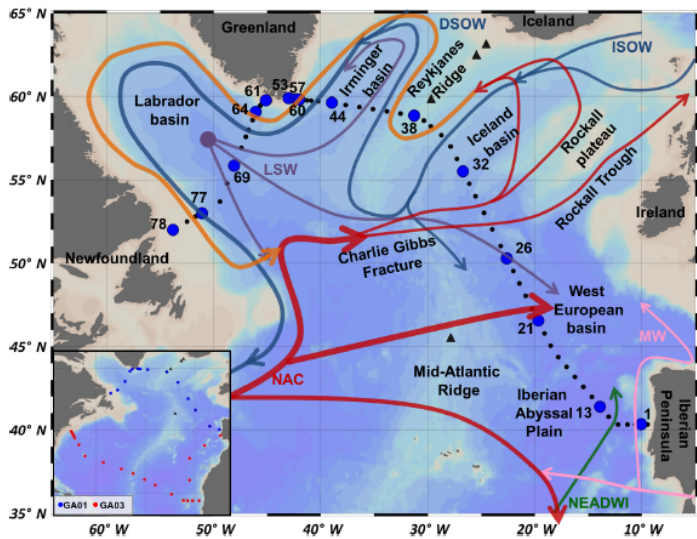 65° N
60° N
55° N
50° N
45° N
40° N
35° N
60° W
50° W
40° W
30° W
20° W
10° W
Greenland
DSOW
Iceland
ISOW
61
53
57
64
60
Irminger
basin
Reykjanes
Ridge
Labrador
basin
44
38
Iceland
basin
Rockall
plateau
32
LSW
69
Rockall Trough
77
78
Ireland
Newfoundland
Charlie Gibbs
Fracture
26
West
European
basin
21
MW
NAC
Mid-Atlantic
Ridge
Iberian
Abyssal
Plain
13
1
Iberian
Peninsula
NEADWI
GA01
GA03